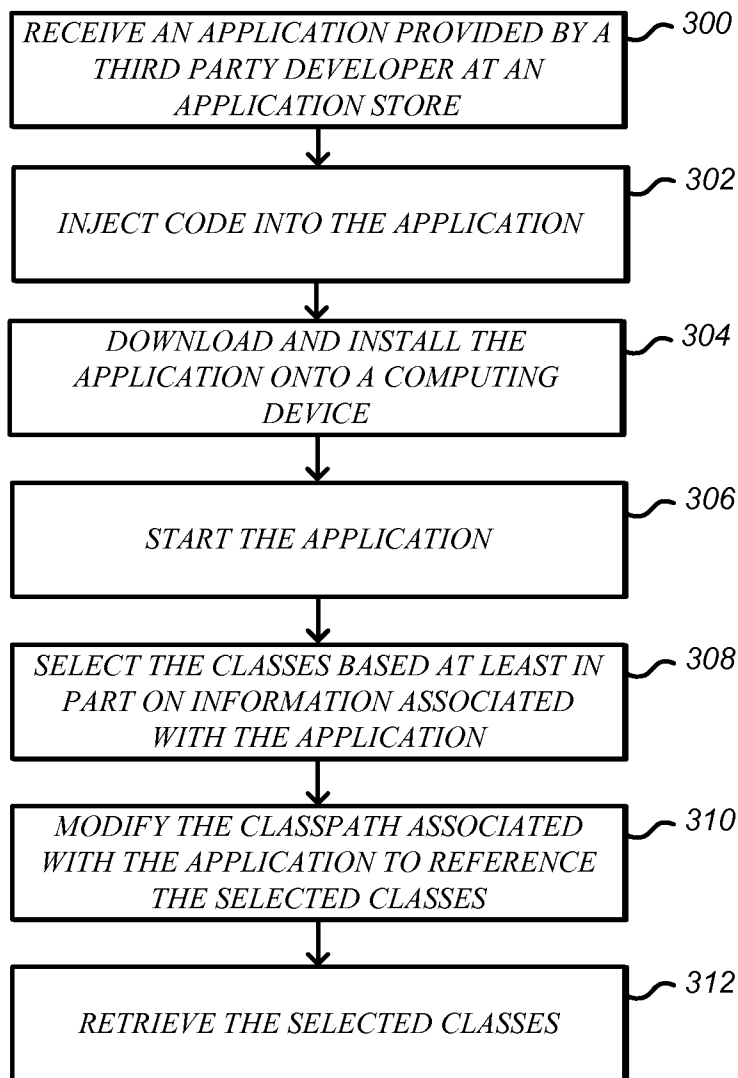 RECEIVE AN APPLICATION PROVIDED BY A
THIRD PARTY DEVELOPER AT AN
APPLICATION STORE
300
INJECT CODE INTO THE APPLICATION
302
DOWNLOAD AND INSTALL THE
APPLICATION ONTO A COMPUTING
DEVICE
304
START THE APPLICATION
306
SELECT THE CLASSES BASED AT LEAST IN
PART ON INFORMATION ASSOCIATED
WITH THE APPLICATION
308
MODIFY THE CLASSPATH ASSOCIATED
WITH THE APPLICATION TO REFERENCE
THE SELECTED CLASSES
310
RETRIEVE THE SELECTED CLASSES
312